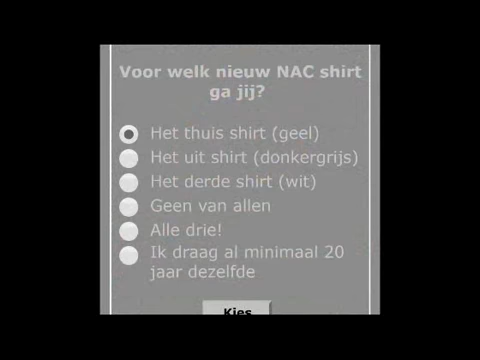 Voor welk nieuw NAC shirt
ga jij?
Het thuis shirt (geel)
Het uit shirt (donkergrijs)
Het derde shirt (wit)
Geen van allen
Alle drie!
Ik draag al minimaal 20
jaar dezelfde
Kies